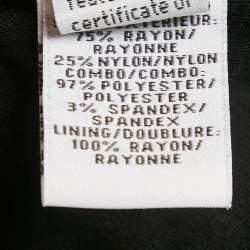 certificate of
75% RAYON/
RAYONNE
25% NYLON/NYLON
COMBO/COMBO:
97% POLYESTER/
POLYESTER
3% SPANDEX/
SPANDEX
LINING/DOUBLURE:
100% RAYON/
RAYONNE